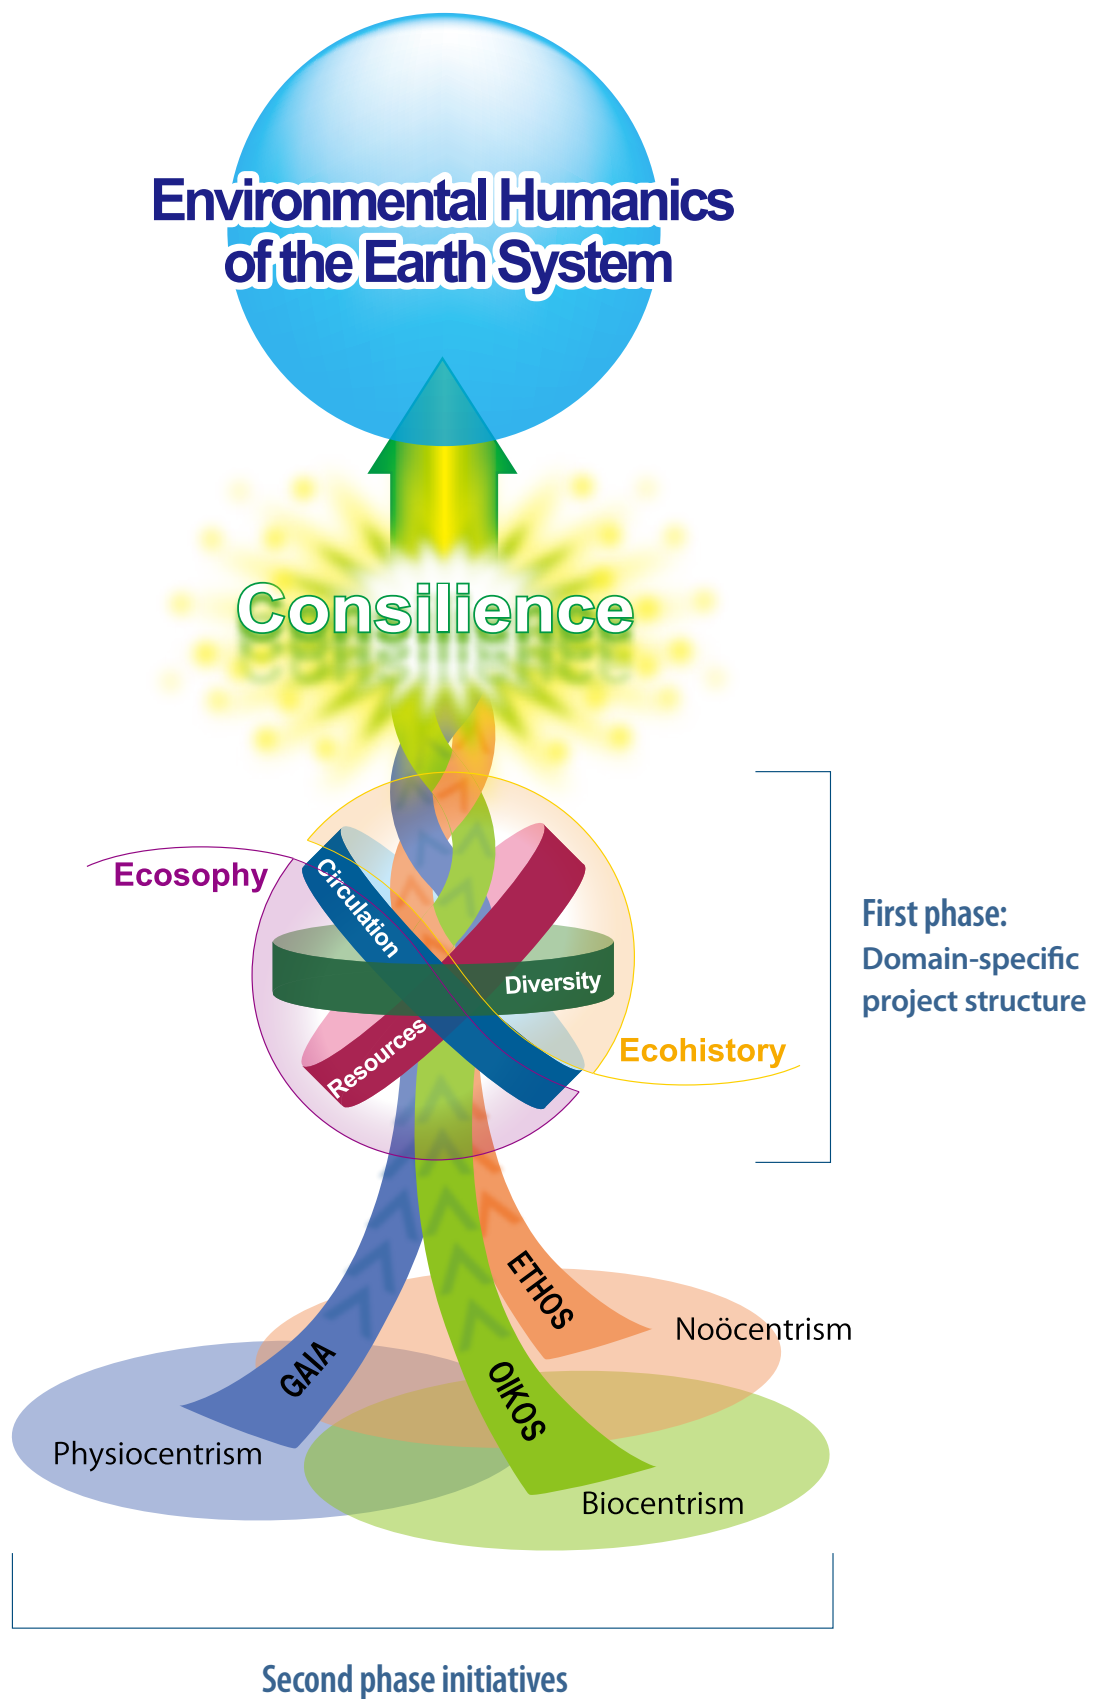 Environmental Humanics
of the Earth System
Consilience
Ecosophy
Circulation
Diversity
Resources
Ecohistory
First phase:
Domain-specific
project structure
ETHOS
Noöcentrism
GAIA
OIKOS
Physiocentrism
Biocentrism
Second phase initiatives